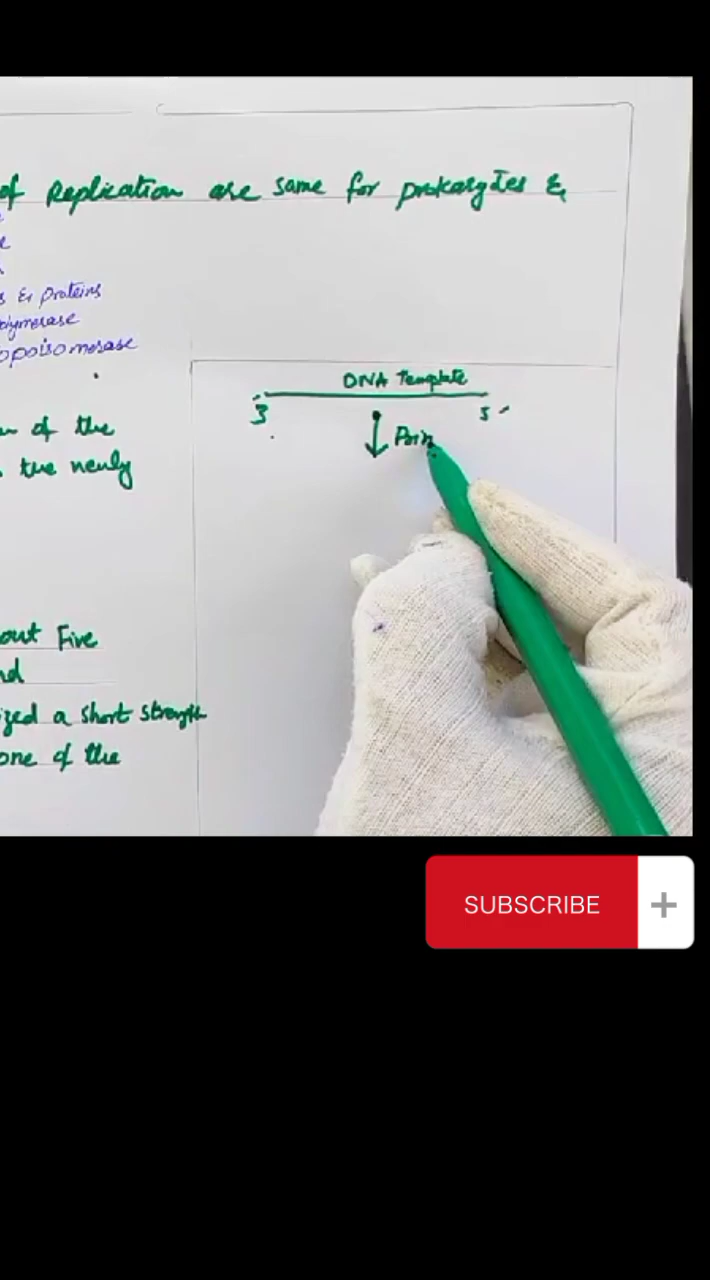 of Replication are same for prokaryotes &
s & proteins
olymerase
opoisomerase
DNA Template
3 5
of the
Prim
the newly
out Five
nd
ized a short strength
one of the
SUBSCRIBE +